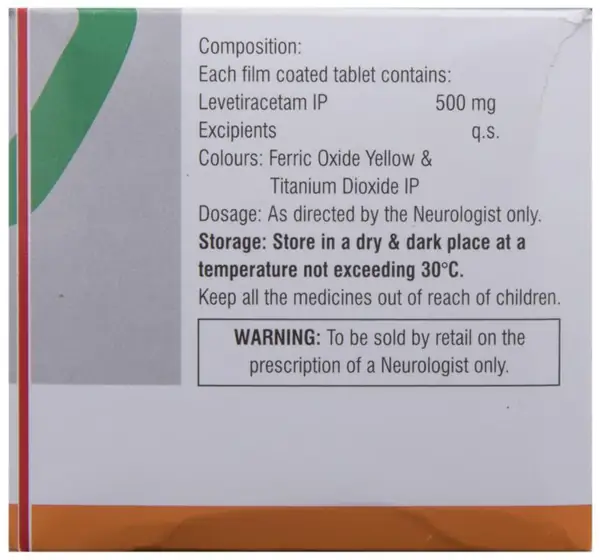 Composition:
Each film coated tablet contains:
Levetiracetam IP 500 mg
Excipients q.s.
Colours: Ferric Oxide Yellow &
Titanium Dioxide IP
Dosage: As directed by the Neurologist only.
Storage: Store in a dry & dark place at a
temperature not exceeding 30°C.
Keep all the medicines out of reach of children.
WARNING: To be sold by retail on the
prescription of a Neurologist only.